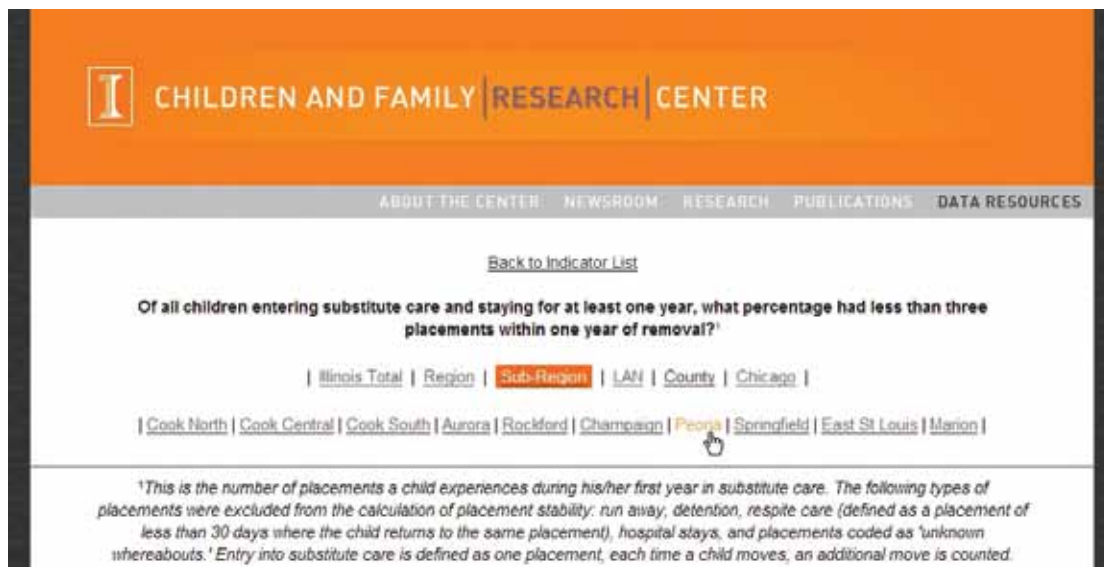 I CHILDREN AND FAMILY |RESEARCH| CENTER
ABOUT THE CENTER NEWSROOM RESEARCH PUBLICATIONS DATA RESOURCES
Back to Indicator List
Of all children entering substitute care and staying for at least one year, what percentage had less than three
placements within one year of removal?¹
| Illinois Total | Region | Sub-Region | LAN | County | Chicago |
| Cook North | Cook Central | Cook South | Aurora | Rockford | Champaign | Peoria | Springfield | East St Louis | Marion |
¹This is the number of placements a child experiences during his/her first year in substitute care. The following types of
placements were excluded from the calculation of placement stability: run away, detention, respite care (defined as a placement of
less than 30 days where the child returns to the same placement), hospital stays, and placements coded as 'unknown
whereabouts.' Entry into substitute care is defined as one placement, each time a child moves, an additional move is counted.